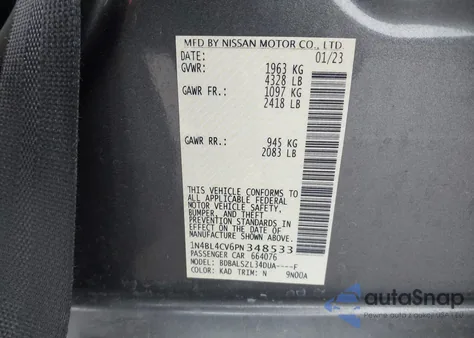 MFD BY NISSAN MOTOR CO., LTD.
DATE: 01/23
GVWR: 1963 KG
4328 LB
GAWR FR.: 1097 KG
2418 LB
GAWR RR.: 945 KG
2083 LB
THIS VEHICLE CONFORMS TO
ALL APPLICABLE FEDERAL
MOTOR VEHICLE SAFETY,
BUMPER, AND THEFT
PREVENTION STANDARDS IN
EFFECT ON THE DATE OF
MANUFACTURE SHOWN ABOVE.
1N4BL4CV6PN348533
PASSENGER CAR 664076
MODEL: BDBALSZL34DUA----F
COLOR: KAD TRIM: N 9N00A
autoSnap